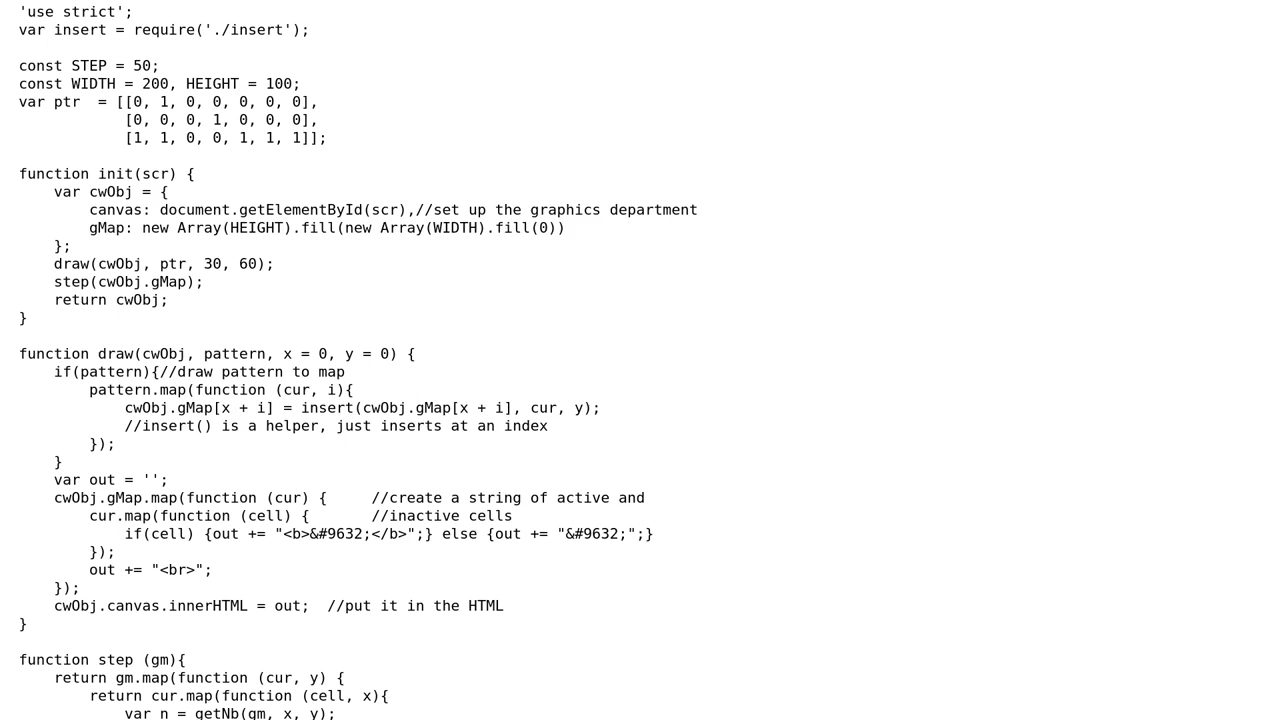 'use strict';
var insert = require('./insert');
const STEP = 50;
const WIDTH = 200, HEIGHT = 100;
var ptr  = [[0, 1, 0, 0, 0, 0, 0],
            [0, 0, 0, 1, 0, 0, 0],
            [1, 1, 0, 0, 1, 1, 1]];
function init(scr) {
    var cwObj = {
        canvas: document.getElementById(scr),//set up the graphics department
        gMap: new Array(HEIGHT).fill(new Array(WIDTH).fill(0))
    };
    draw(cwObj, ptr, 30, 60);
    step(cwObj.gMap);
    return cwObj;
}
function draw(cwObj, pattern, x = 0, y = 0) {
    if(pattern){//draw pattern to map
        pattern.map(function (cur, i){
            cwObj.gMap[x + i] = insert(cwObj.gMap[x + i], cur, y);
            //insert() is a helper, just inserts at an index
        });
    }
    var out = '';
    cwObj.gMap.map(function (cur) {     //create a string of active and
        cur.map(function (cell) {       //inactive cells
            if(cell) {out += "<b>&#9632;</b>";} else {out += "&#9632;";}
        });
        out += "<br>";
    });
    cwObj.canvas.innerHTML = out;  //put it in the HTML
}
function step (gm){
    return gm.map(function (cur, y) {
        return cur.map(function (cell, x){
            var n = getNb(gm, x, y);